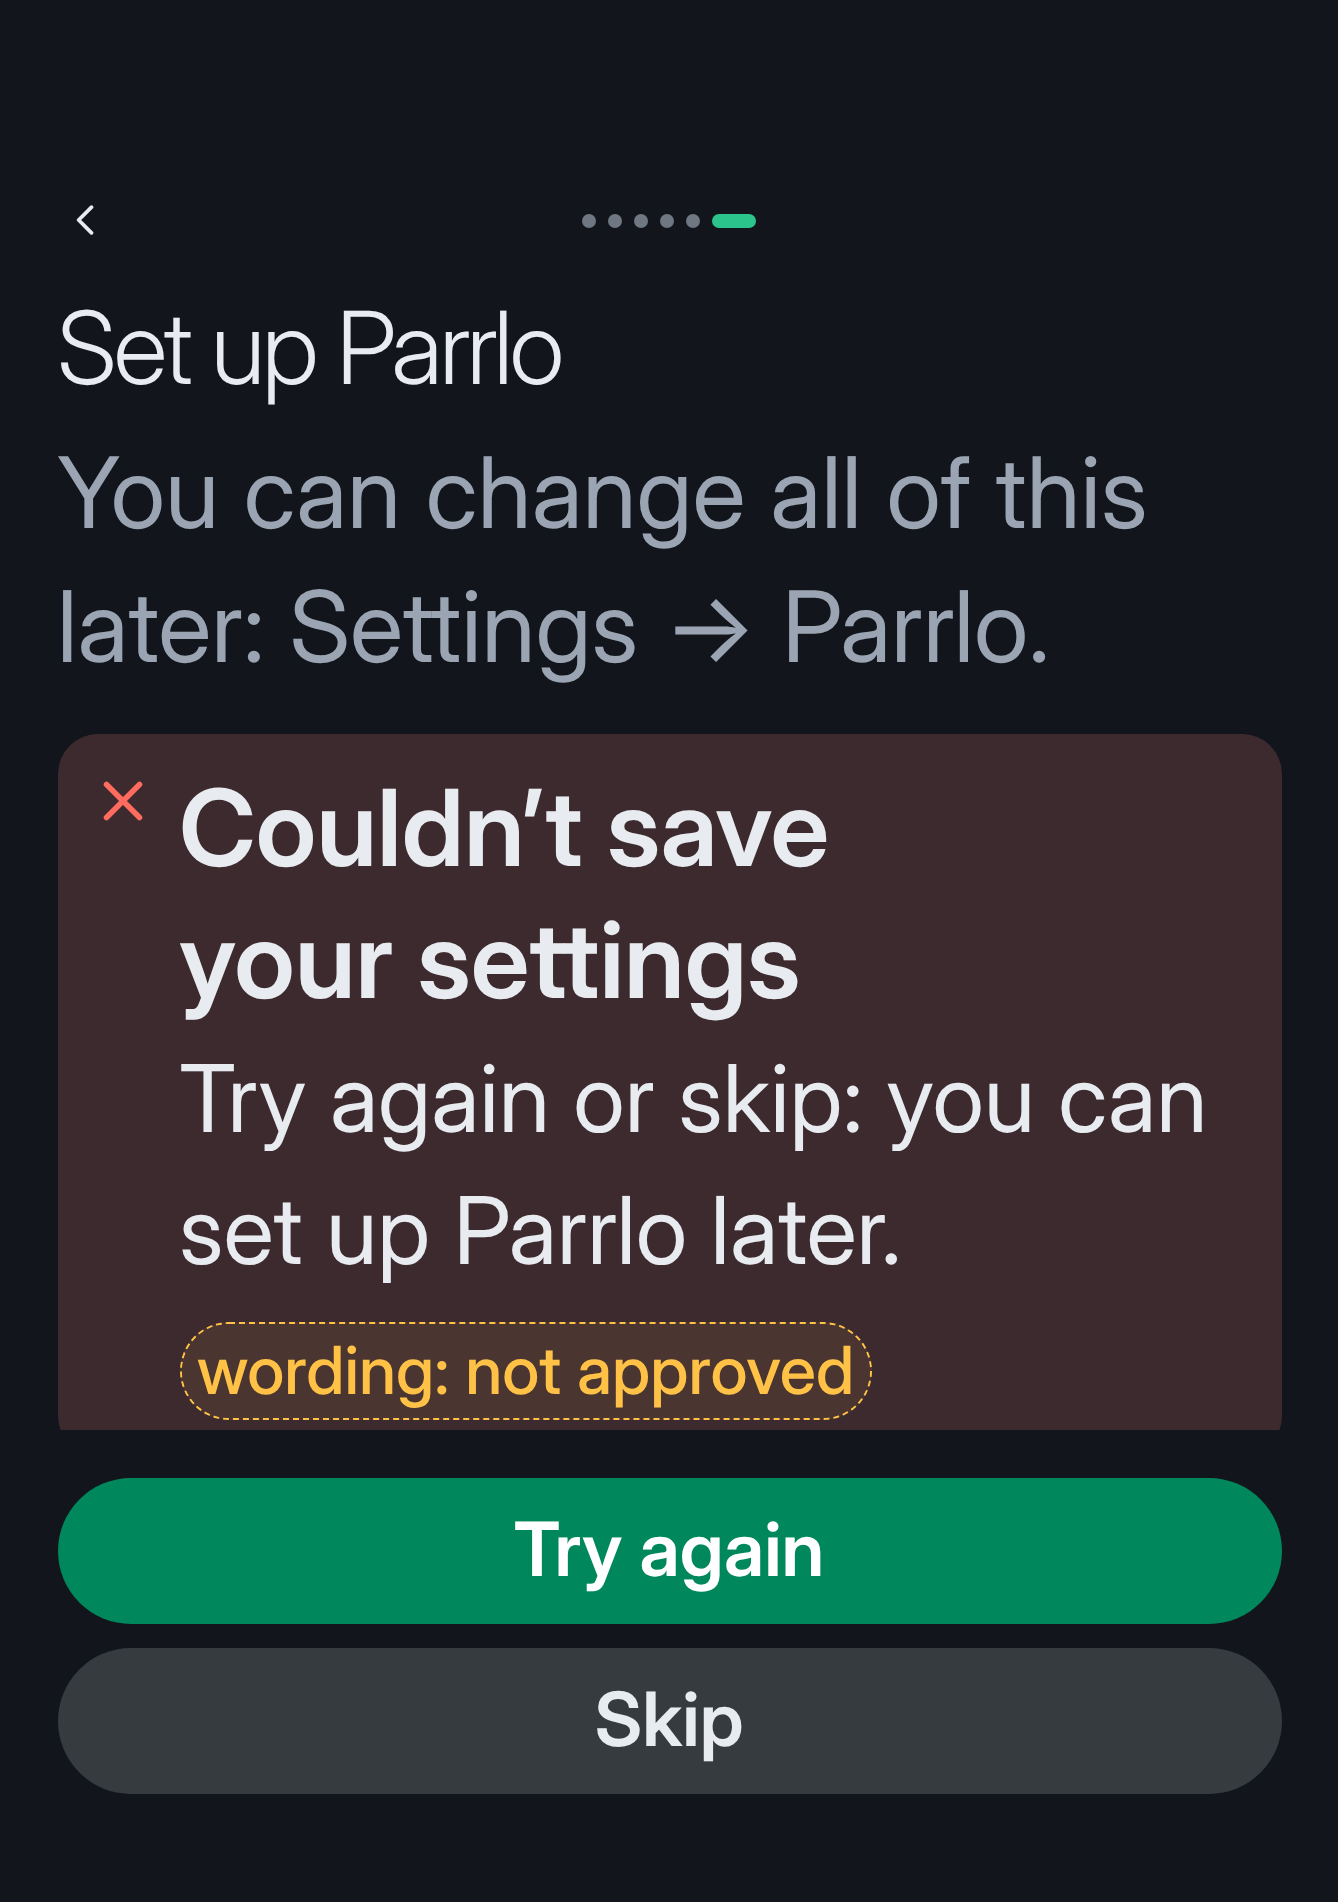 Set up Parrlo
You can change all of this
later: Settings → Parrlo.
Couldn’t save
your settings
Try again or skip: you can
set up Parrlo later.
wording: not approved
Try again
Skip